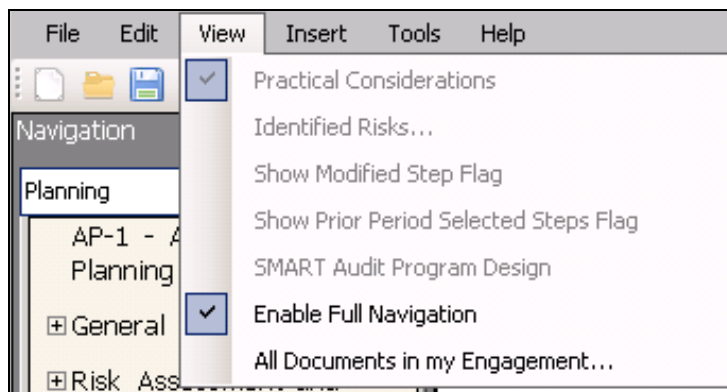 File Edit View Insert Tools Help
Practical Considerations
Navigation
Identified Risks...
Show Modified Step Flag
Planning
Show Prior Period Selected Steps Flag
AP-1 - A
Planning
SMART Audit Program Design
General
Enable Full Navigation
All Documents in my Engagement...
Risk